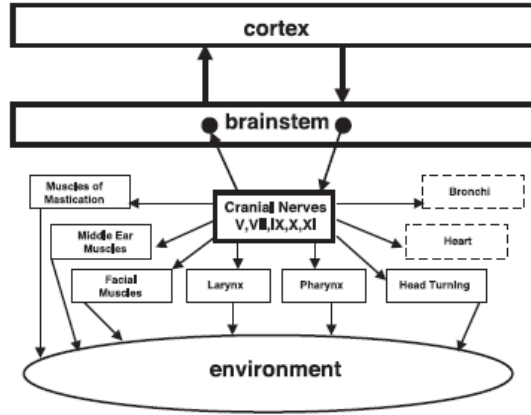 cortex
brainstem
Muscles of
Mastication
Cranial Nerves
V,VII,IX,X,XI
Bronchi
Middle Ear
Muscles
Heart
Facial
Muscles
Larynx
Pharynx
Head Turning
environment